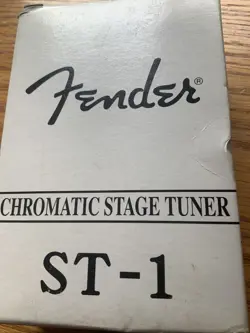 Fender®
CHROMATIC STAGE TUNER
ST-1